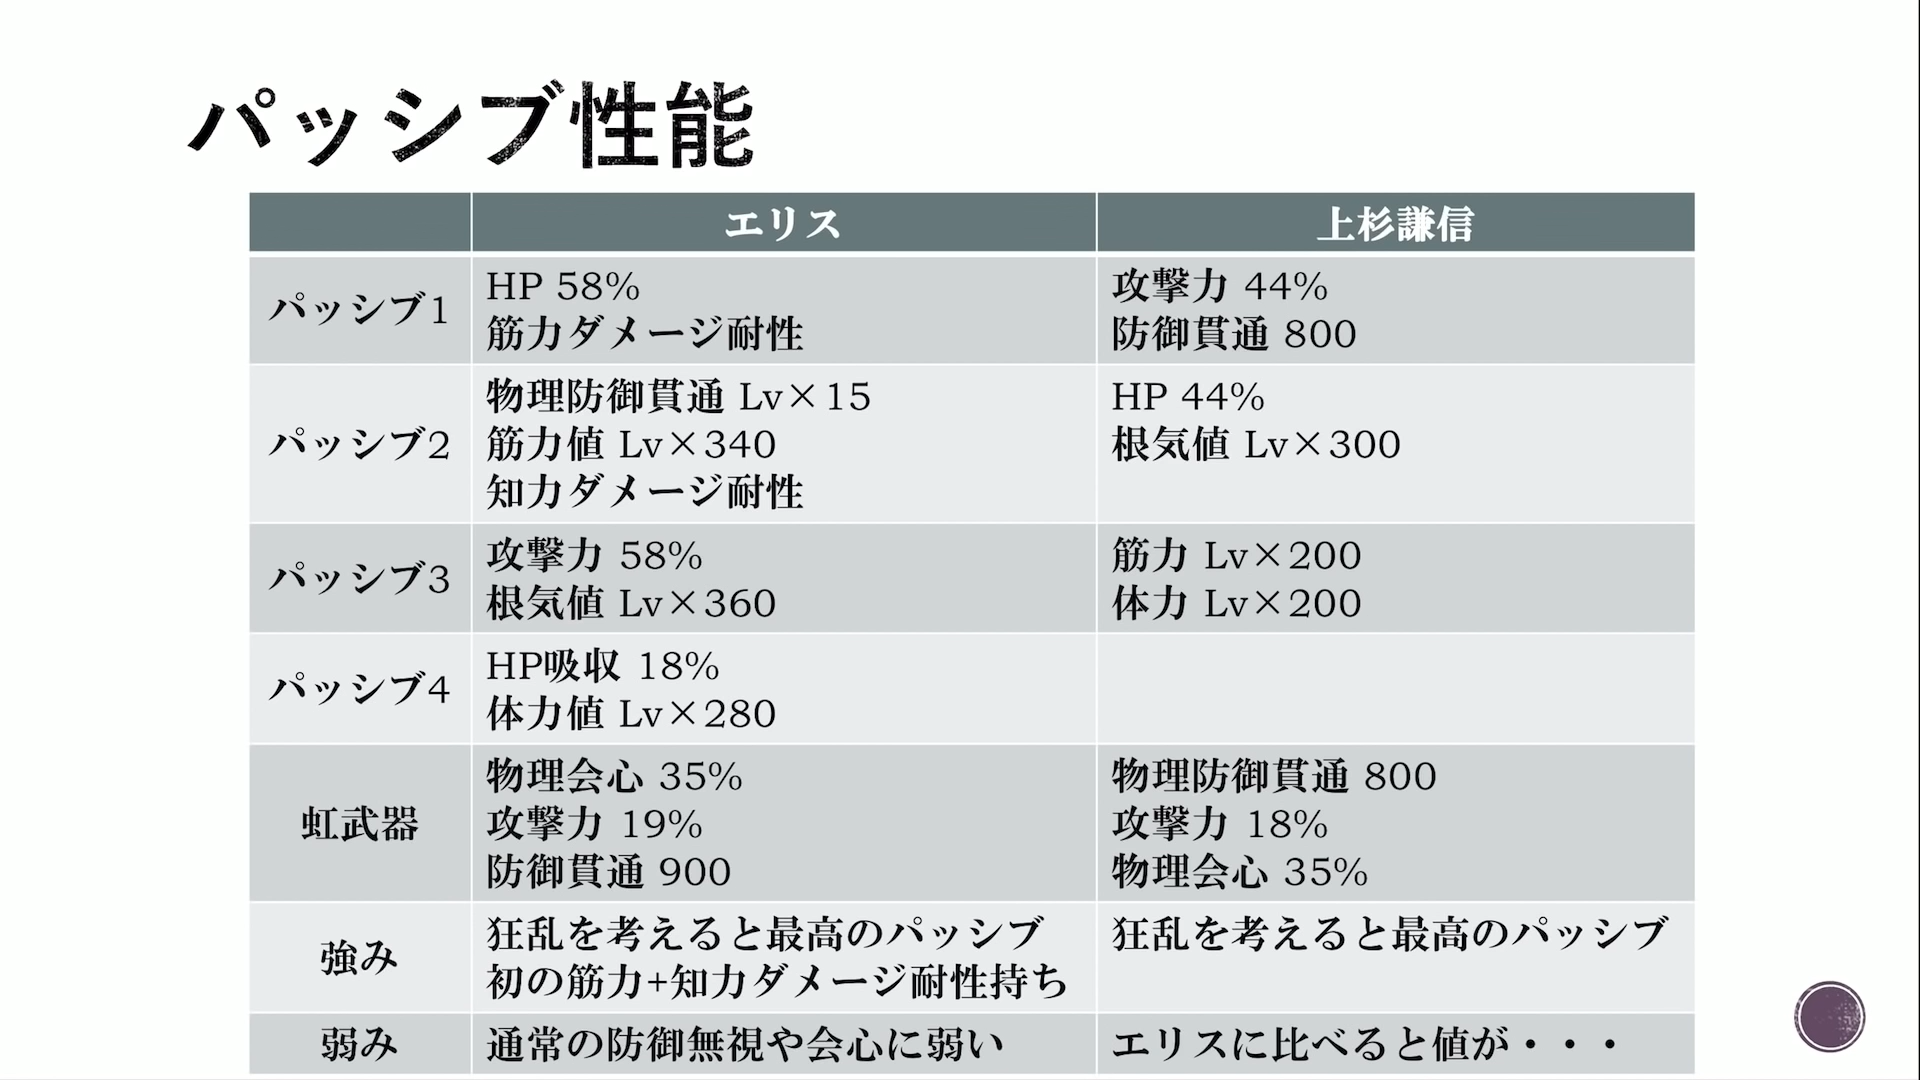 パッシブ性能
エリス
上杉謙信
パッシブ1
HP 58%
筋力ダメージ耐性
攻撃力 44%
防御貫通 800
パッシブ2
物理防御貫通 Lv×15
筋力値 Lv×340
知力ダメージ耐性
HP 44%
根気値 Lv×300
パッシブ3
攻撃力 58%
根気値 Lv×360
筋力 Lv×200
体力 Lv×200
パッシブ4
HP吸収 18%
体力値 Lv×280
虹武器
物理会心 35%
攻撃力 19%
防御貫通 900
物理防御貫通 800
攻撃力 18%
物理会心 35%
強み
狂乱を考えると最高のパッシブ
初の筋力+知力ダメージ耐性持ち
狂乱を考えると最高のパッシブ
弱み
通常の防御無視や会心に弱い
エリスに比べると値が・・・